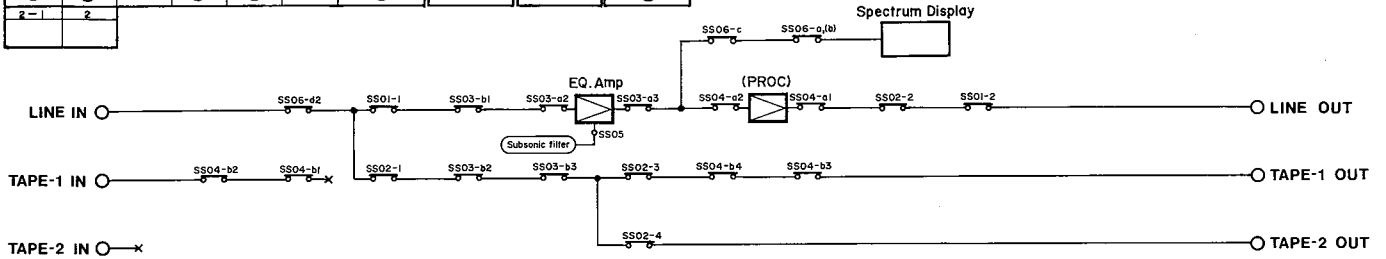 2-1 2
Spectrum Display
SS06-c SS06-a,(b)
EQ. Amp (PROC)
LINE IN SS06-d2 SS01-1 SS03-b1 SS03-a2 SS03-a3 SS04-a2 SS04-a1 SS02-2 SS01-2 LINE OUT
SS05
Subsonic filter
TAPE-1 IN SS04-b2 SS04-b1 SS02-1 SS03-b2 SS03-b3 SS02-3 SS04-b4 SS04-b3 TAPE-1 OUT
TAPE-2 IN SS02-4 TAPE-2 OUT